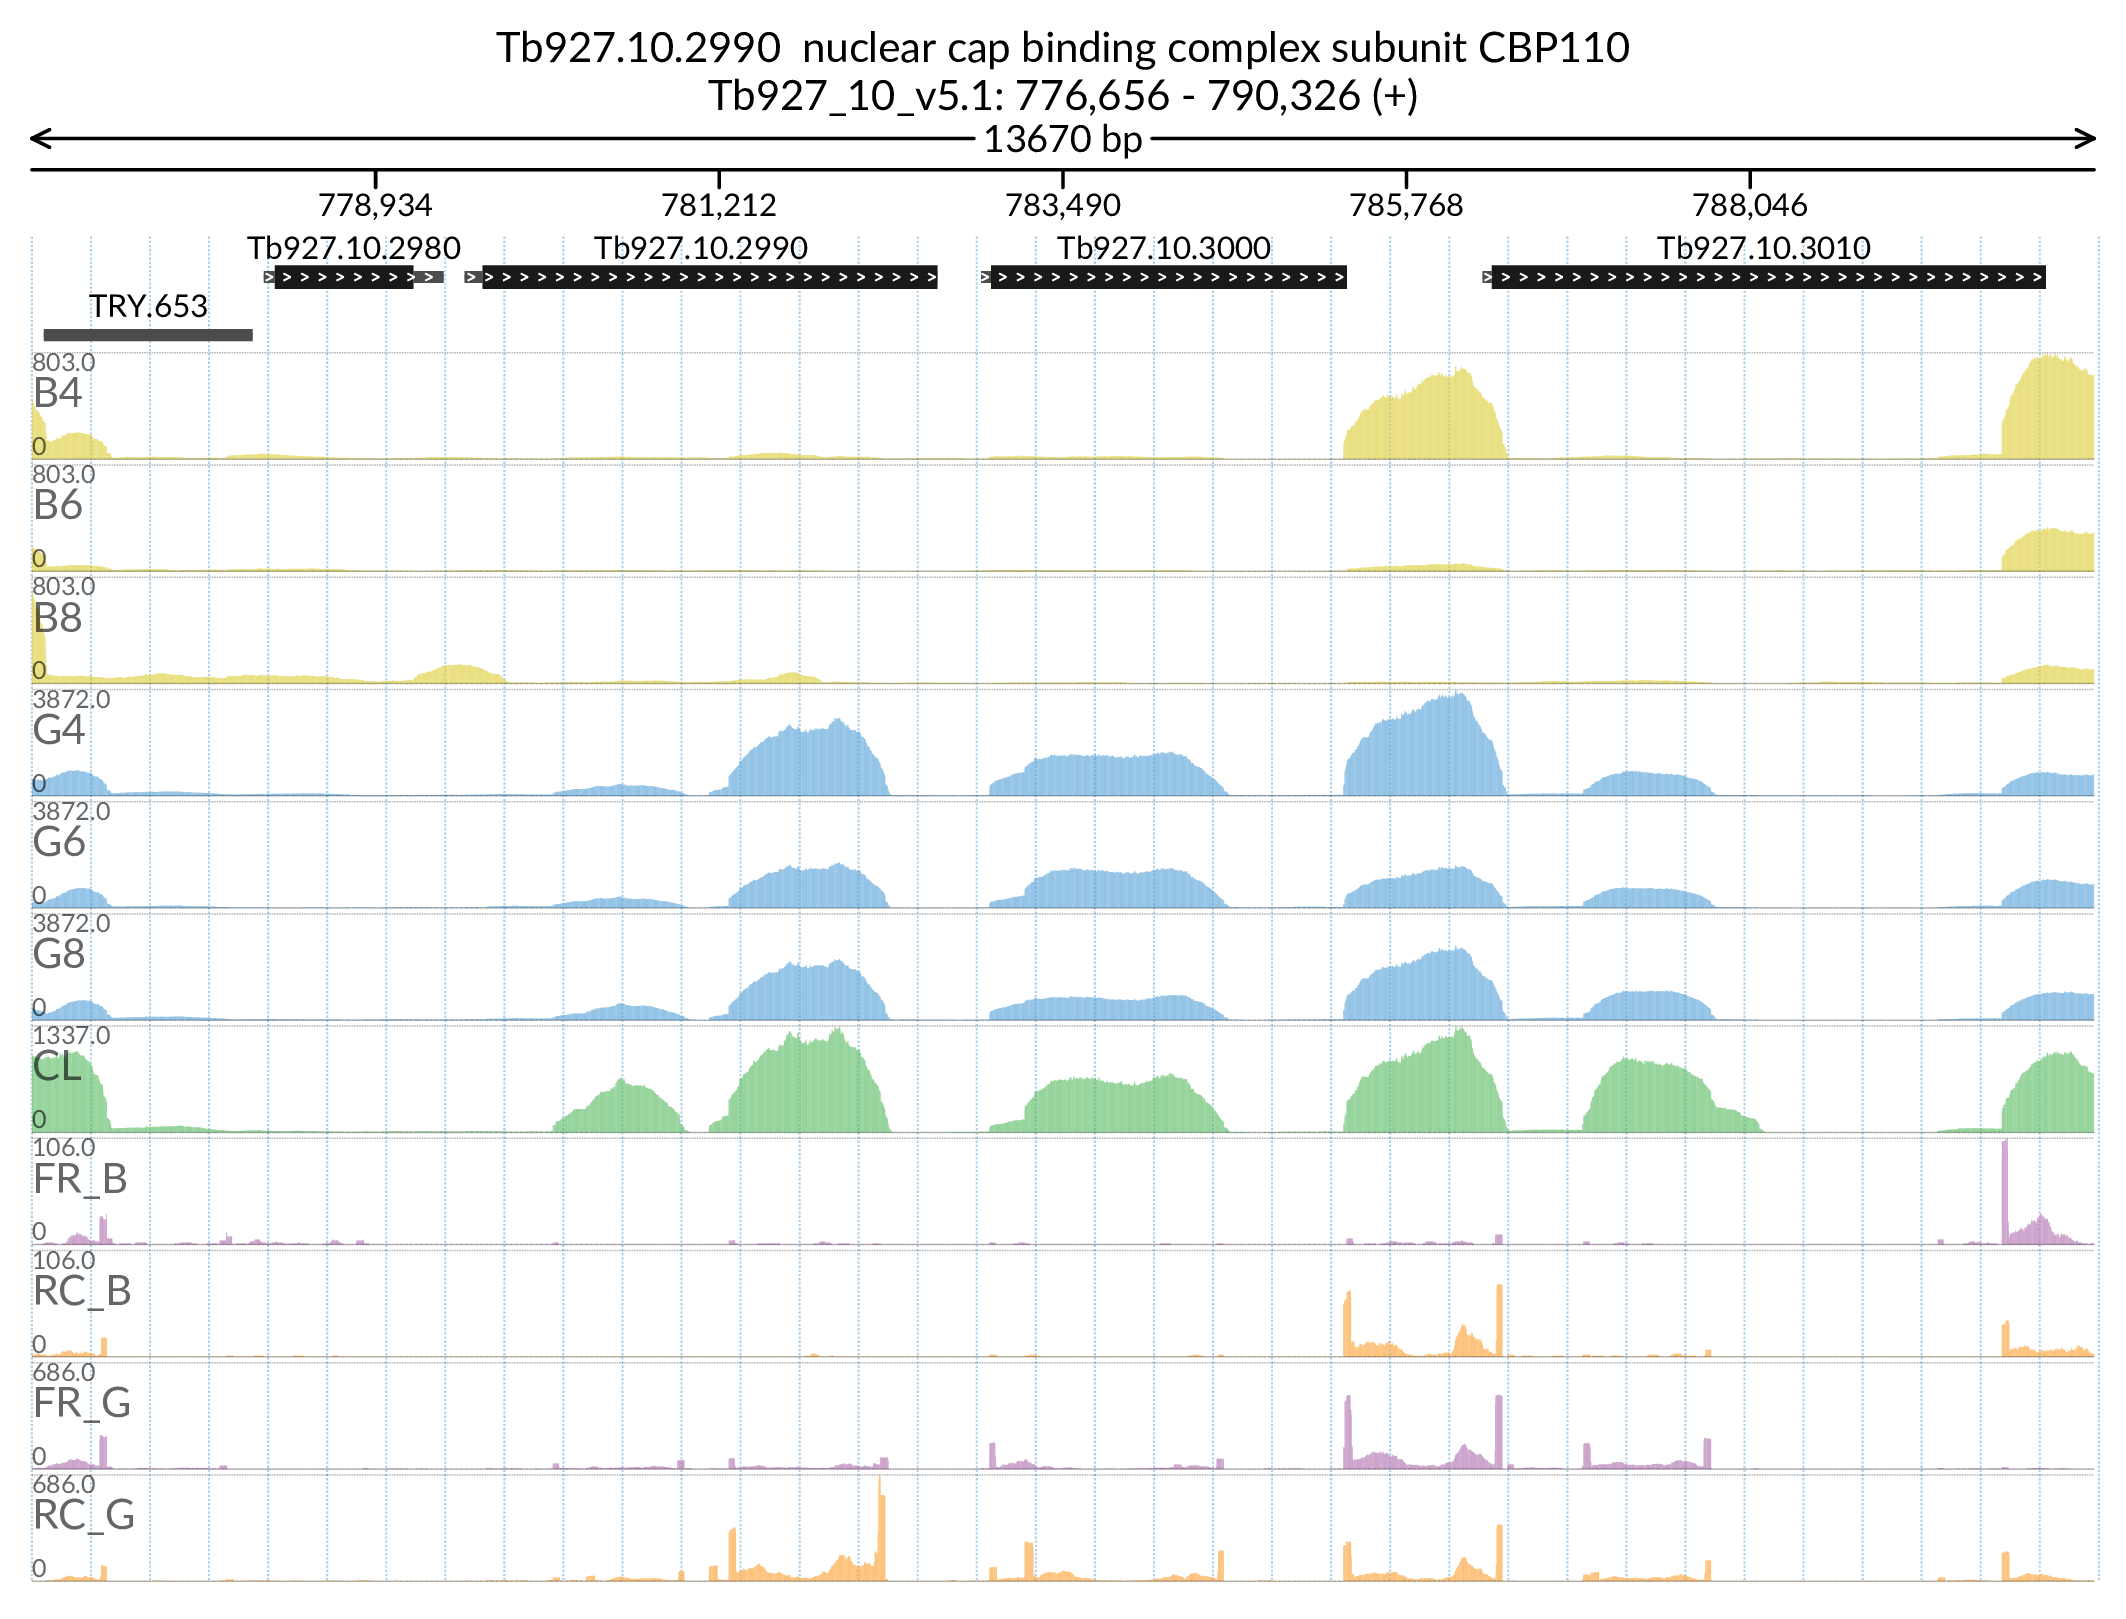 Tb927.10.2990  nuclear cap binding complex subunit CBP110
Tb927_10_v5.1: 776,656 - 790,326 (+)
13670 bp
778,934 781,212 783,490 785,768 788,046
Tb927.10.2980 Tb927.10.2990 Tb927.10.3000 Tb927.10.3010
TRY.653
803.0
B4
0
803.0
B6
0
803.0
B8
0
3872.0
G4
0
3872.0
G6
0
3872.0
G8
0
1337.0
CL
0
106.0
FR_B
0
106.0
RC_B
0
686.0
FR_G
0
686.0
RC_G
0